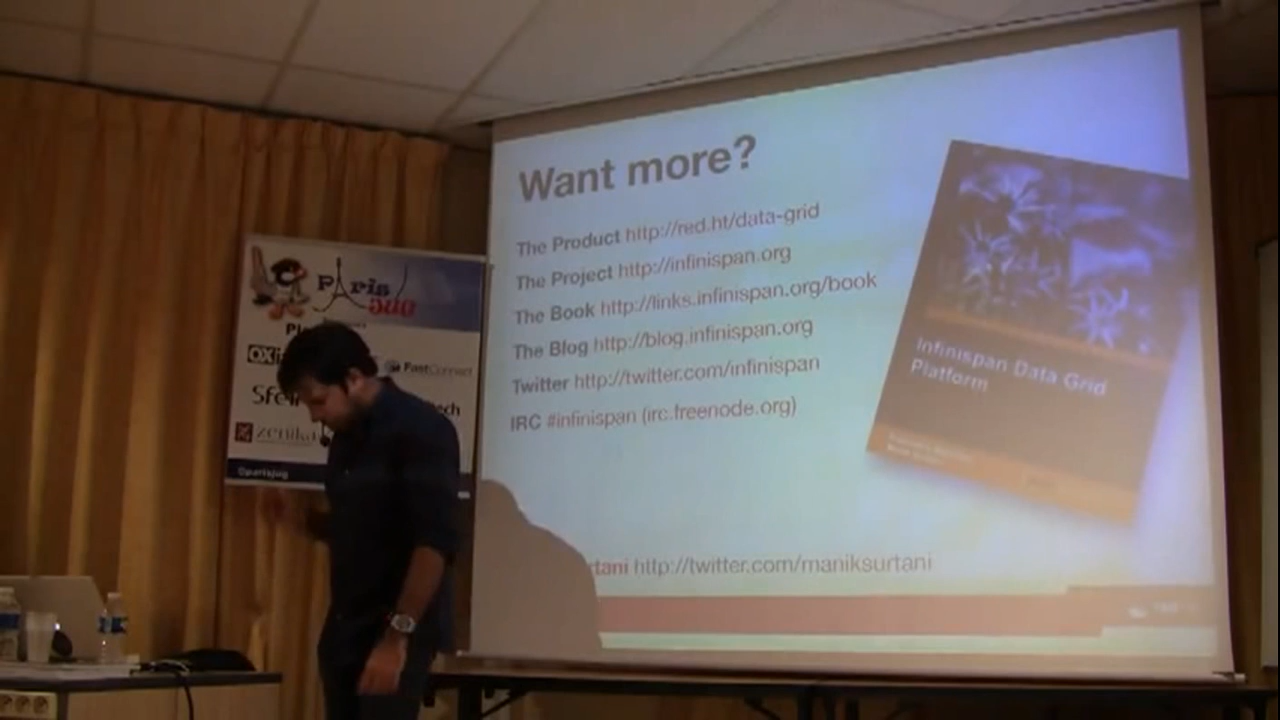 Want more?
The Product http://red.ht/data-grid
The Project http://infinispan.org
The Book http://links.infinispan.org/book
The Blog http://blog.infinispan.org
Twitter http://twitter.com/infinispan
IRC #infinispan (irc.freenode.org)
rtani http://twitter.com/maniksurtani
Infinispan Data Grid
Platform
Paris
JUG
FastConnect
zenika
@parisjug